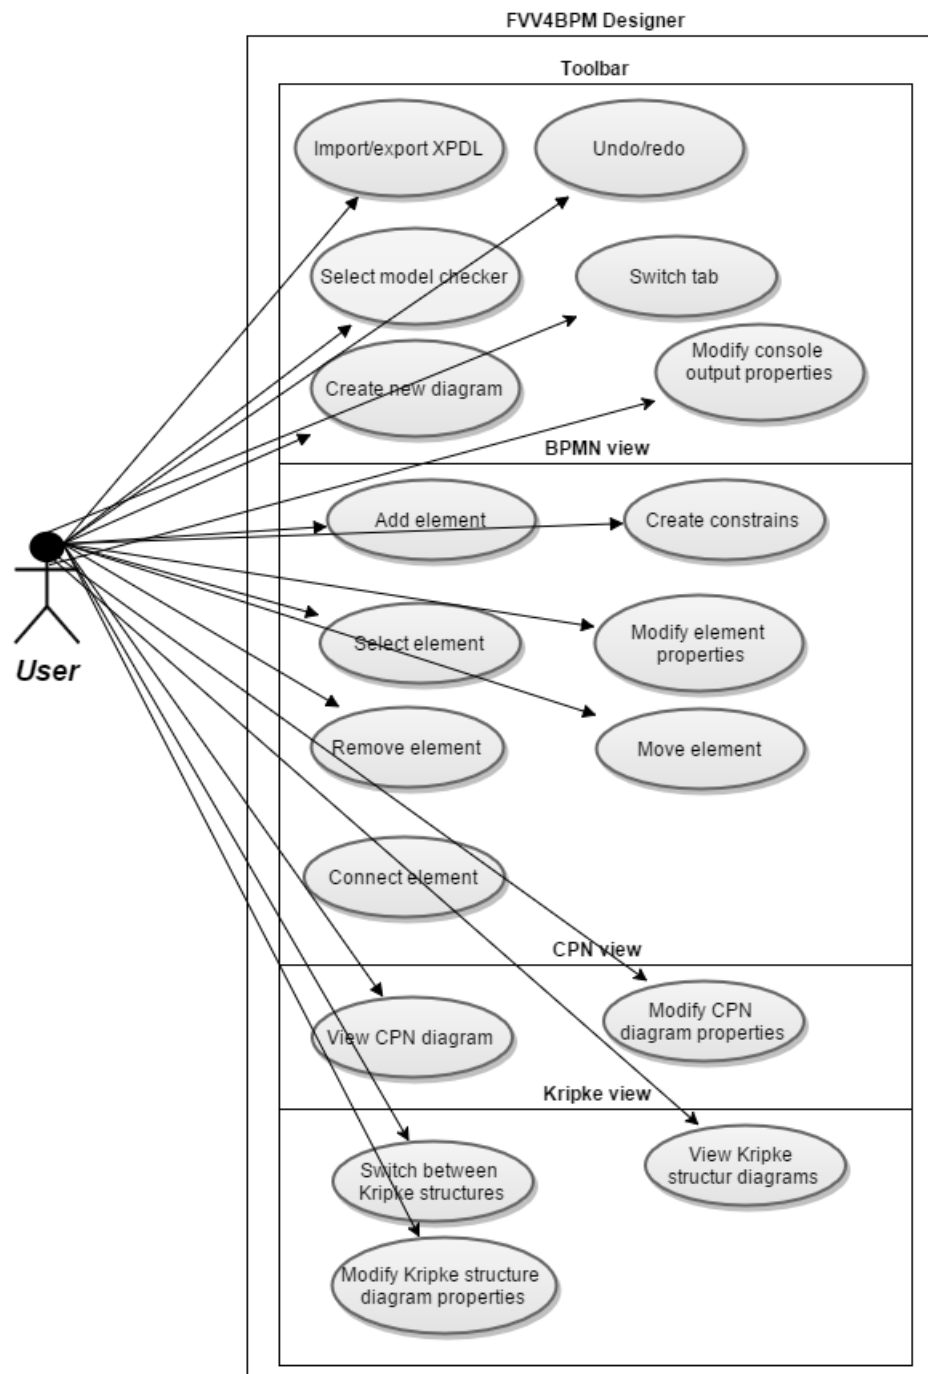 FVV4BPM Designer
Toolbar
Import/export XPDL
Undo/redo
Select model checker
Switch tab
Modify console
output properties
Create new diagram
BPMN view
Add element
Create constrains
Select element
Modify element
properties
Remove element
Move element
User
Connect element
CPN view
View CPN diagram
Modify CPN
diagram properties
Kripke view
Switch between
Kripke structures
View Kripke
structur diagrams
Modify Kripke structure
diagram properties